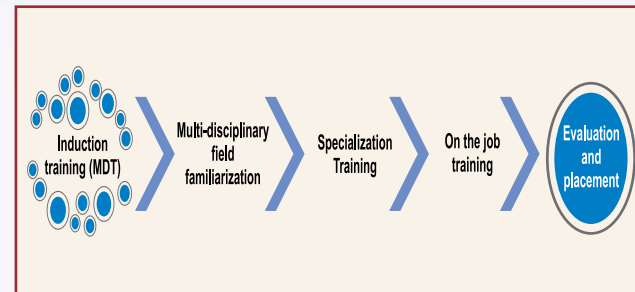 Induction
training (MDT)
Multi-disciplinary
field
familiarization
Specialization
Training
On the job
training
Evaluation
and
placement